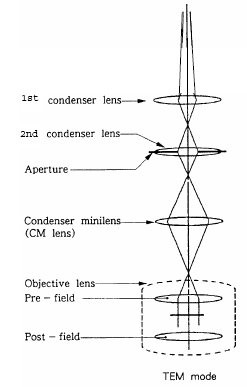 1st condenser lens
2nd condenser lens
Aperture
Condenser minilens
(CM lens)
Objective lens
Pre - field
Post - field
TEM mode